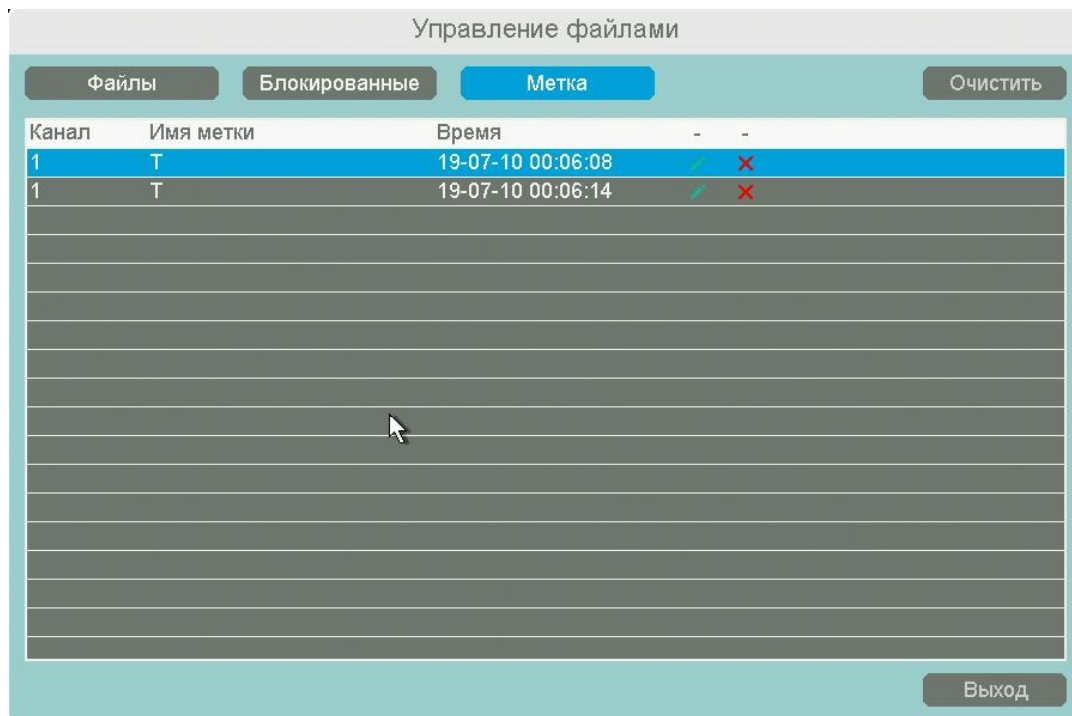 Управление файлами
Файлы Блокированные Метка Очистить
Канал Имя метки Время - -
1 T 19-07-10 00:06:08
1 T 19-07-10 00:06:14
Выход